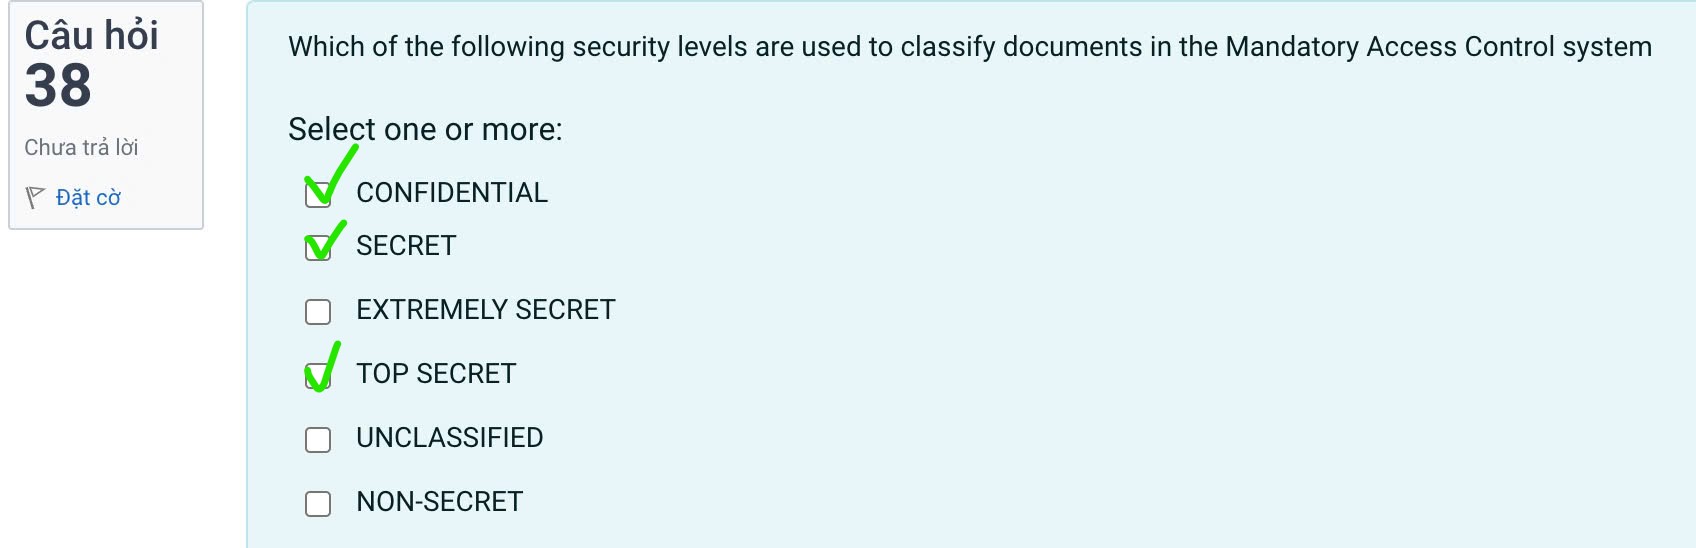 Câu hỏi
38
Chưa trả lời
Đặt cờ
Which of the following security levels are used to classify documents in the Mandatory Access Control system
Select one or more:
CONFIDENTIAL
SECRET
EXTREMELY SECRET
TOP SECRET
UNCLASSIFIED
NON-SECRET